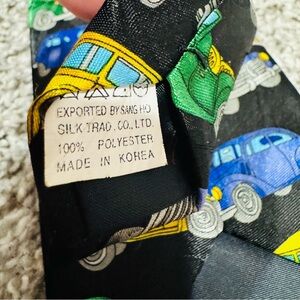 EXPORTED BY SANG HO
SILK TRAD. CO., LTD.
100% POLYESTER
MADE IN KOREA